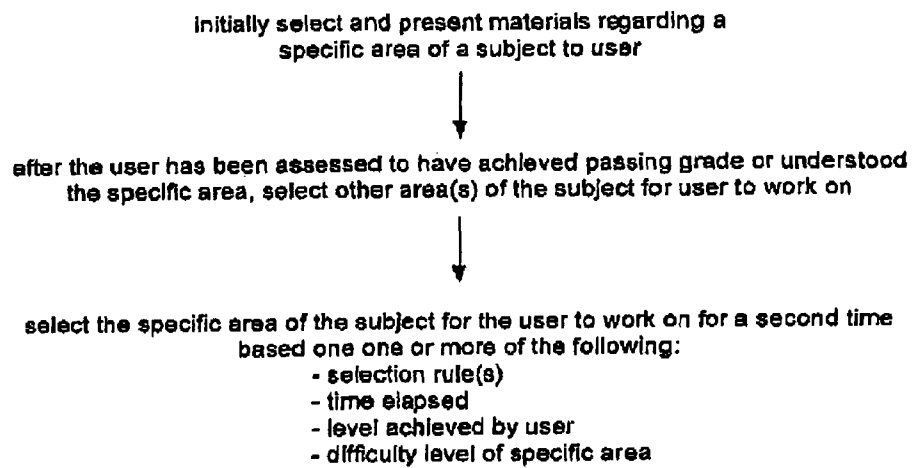 initially select and present materials regarding a
specific area of a subject to user
after the user has been assessed to have achieved passing grade or understood
the specific area, select other area(s) of the subject for user to work on
select the specific area of the subject for the user to work on for a second time
based one one or more of the following:
- selection rule(s)
- time elapsed
- level achieved by user
- difficulty level of specific area